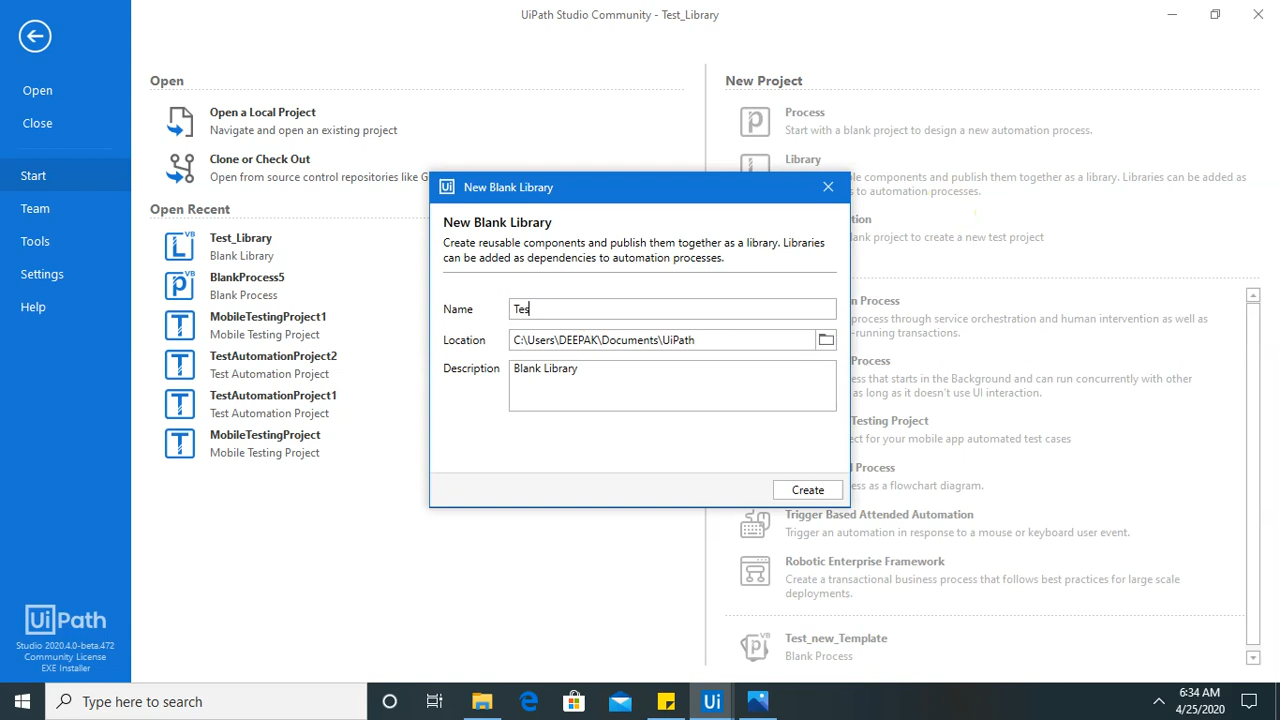 UiPath Studio Community - Test_Library
Open
Close
Start
Team
Tools
Settings
Help
UiPath
Studio 2020.4.0-beta.472
Community License
EXE Installer
Open
Open a Local Project
Navigate and open an existing project
Clone or Check Out
Open from source control repositories like G
Open Recent
Test_Library
Blank Library
BlankProcess5
Blank Process
MobileTestingProject1
Mobile Testing Project
TestAutomationProject2
Test Automation Project
TestAutomationProject1
Test Automation Project
MobileTestingProject
Mobile Testing Project
New Project
Process
Start with a blank project to design a new automation process.
Library
able components and publish them together as a library. Libraries can be added as
s to automation processes.
tion
lank project to create a new test project
n Process
process through service orchestration and human intervention as well as
-running transactions.
Process
ess that starts in the Background and can run concurrently with other
as long as it doesn't use UI interaction.
Testing Project
ect for your mobile app automated test cases
d Process
ess as a flowchart diagram.
Trigger Based Attended Automation
Trigger an automation in response to a mouse or keyboard user event.
Robotic Enterprise Framework
Create a transactional business process that follows best practices for large scale
deployments.
Test_new_Template
Blank Process
Ui New Blank Library
New Blank Library
Create reusable components and publish them together as a library. Libraries
can be added as dependencies to automation processes.
Name Tes
Location C:\Users\DEEPAK\Documents\UiPath
Description Blank Library
Create
Type here to search
Ui
6:34 AM
4/25/2020